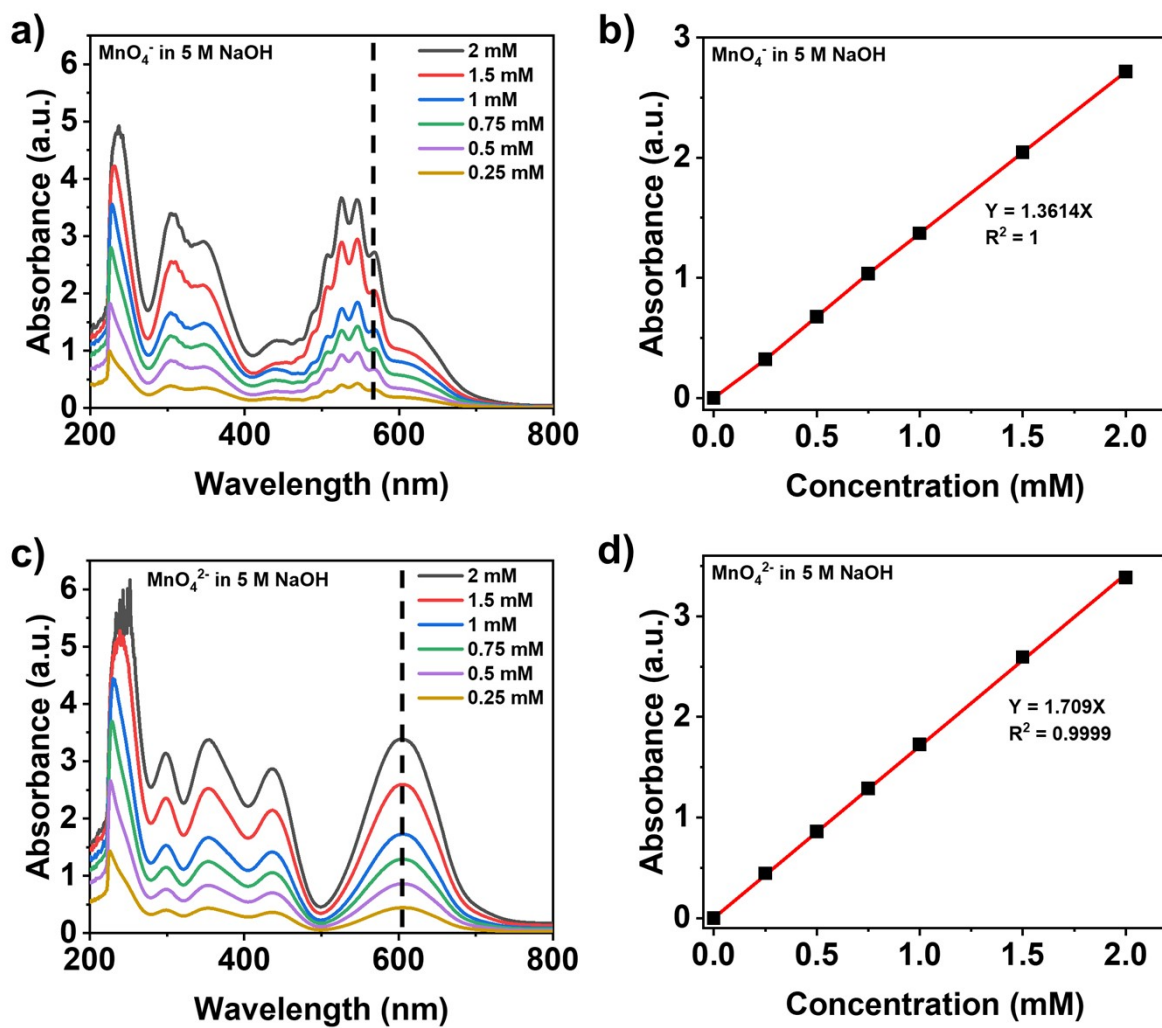 a)
MnO₄⁻ in 5 M NaOH
2 mM
1.5 mM
1 mM
0.75 mM
0.5 mM
0.25 mM
Absorbance (a.u.)
6
5
4
3
2
1
0
200
400
600
800
Wavelength (nm)
b)
MnO₄⁻ in 5 M NaOH
Y = 1.3614X
R² = 1
Absorbance (a.u.)
3
2
1
0
0.0
0.5
1.0
1.5
2.0
Concentration (mM)
c)
MnO₄²⁻ in 5 M NaOH
2 mM
1.5 mM
1 mM
0.75 mM
0.5 mM
0.25 mM
Absorbance (a.u.)
6
5
4
3
2
1
0
200
400
600
800
Wavelength (nm)
d)
MnO₄²⁻ in 5 M NaOH
Y = 1.709X
R² = 0.9999
Absorbance (a.u.)
3
2
1
0
0.0
0.5
1.0
1.5
2.0
Concentration (mM)